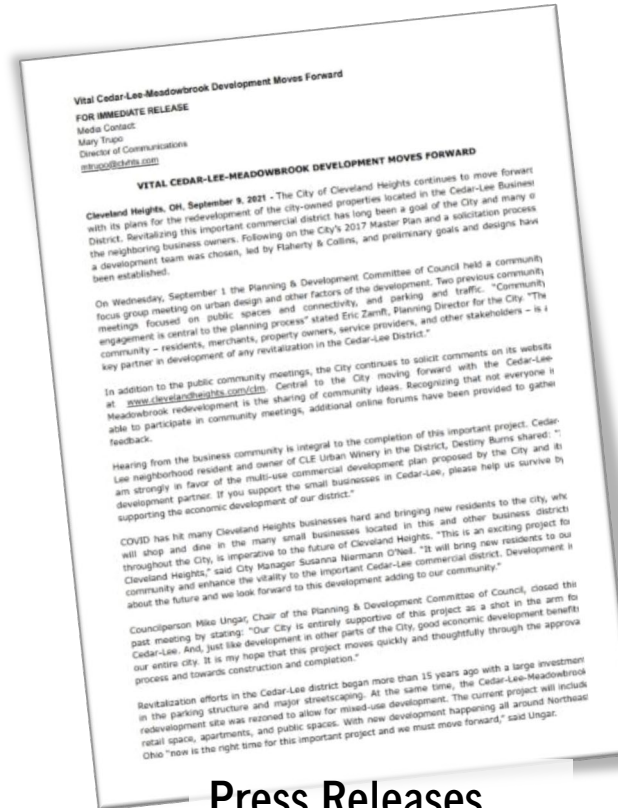 Vital Cedar-Lee-Meadowbrook Development Moves Forward
FOR IMMEDIATE RELEASE
Media Contact:
Mary Trupo
Director of Communications
mtrupo@clvhts.com
VITAL CEDAR-LEE-MEADOWBROOK DEVELOPMENT MOVES FORWARD
Cleveland Heights, OH, September 9, 2021 - The City of Cleveland Heights continues to move forward
with its plans for the redevelopment of the city-owned properties located in the Cedar-Lee Business
District. Revitalizing this important commercial district has long been a goal of the City and many o
the neighboring business owners. Following on the City's 2017 Master Plan and a solicitation process
a development team was chosen, led by Flaherty & Collins, and preliminary goals and designs have
been established.
On Wednesday, September 1 the Planning & Development Committee of Council held a community
focus group meeting on urban design and other factors of the development. Two previous community
meetings focused on public spaces and connectivity, and parking and traffic. "Community
engagement is central to the planning process" stated Eric Zamft, Planning Director for the City. "The
community – residents, merchants, property owners, service providers, and other stakeholders – is a
key partner in development of any revitalization in the Cedar-Lee District."
In addition to the public community meetings, the City continues to solicit comments on its website
at www.clevelandheights.com/clm. Central to the City moving forward with the Cedar-Lee-
Meadowbrook redevelopment is the sharing of community ideas. Recognizing that not everyone is
able to participate in community meetings, additional online forums have been provided to gather
feedback.
Hearing from the business community is integral to the completion of this important project. Cedar-
Lee neighborhood resident and owner of CLE Urban Winery in the District, Destiny Burns shared: "I
am strongly in favor of the multi-use commercial development plan proposed by the City and its
development partner. If you support the small businesses in Cedar-Lee, please help us survive by
supporting the economic development of our district."
COVID has hit many Cleveland Heights businesses hard and bringing new residents to the city, who
will shop and dine in the many small businesses located in this and other business districts
throughout the City, is imperative to the future of Cleveland Heights. "This is an exciting project for
Cleveland Heights," said City Manager Susanna Niermann O'Neil. "It will bring new residents to our
community and enhance the vitality to the important Cedar-Lee commercial district. Development is
about the future and we look forward to this development adding to our community."
Councilperson Mike Ungar, Chair of the Planning & Development Committee of Council, closed this
past meeting by stating: "Our City is entirely supportive of this project as a shot in the arm for
Cedar-Lee. And, just like development in other parts of the City, good economic development benefits
our entire city. It is my hope that this project moves quickly and thoughtfully through the approva
process and towards construction and completion."
Revitalization efforts in the Cedar-Lee district began more than 15 years ago with a large investment
in the parking structure and major streetscaping. At the same time, the Cedar-Lee-Meadowbrook
redevelopment site was rezoned to allow for mixed-use development. The current project will include
retail space, apartments, and public spaces. With new development happening all around Northeast
Ohio "now is the right time for this important project and we must move forward," said Ungar.
Press Releases